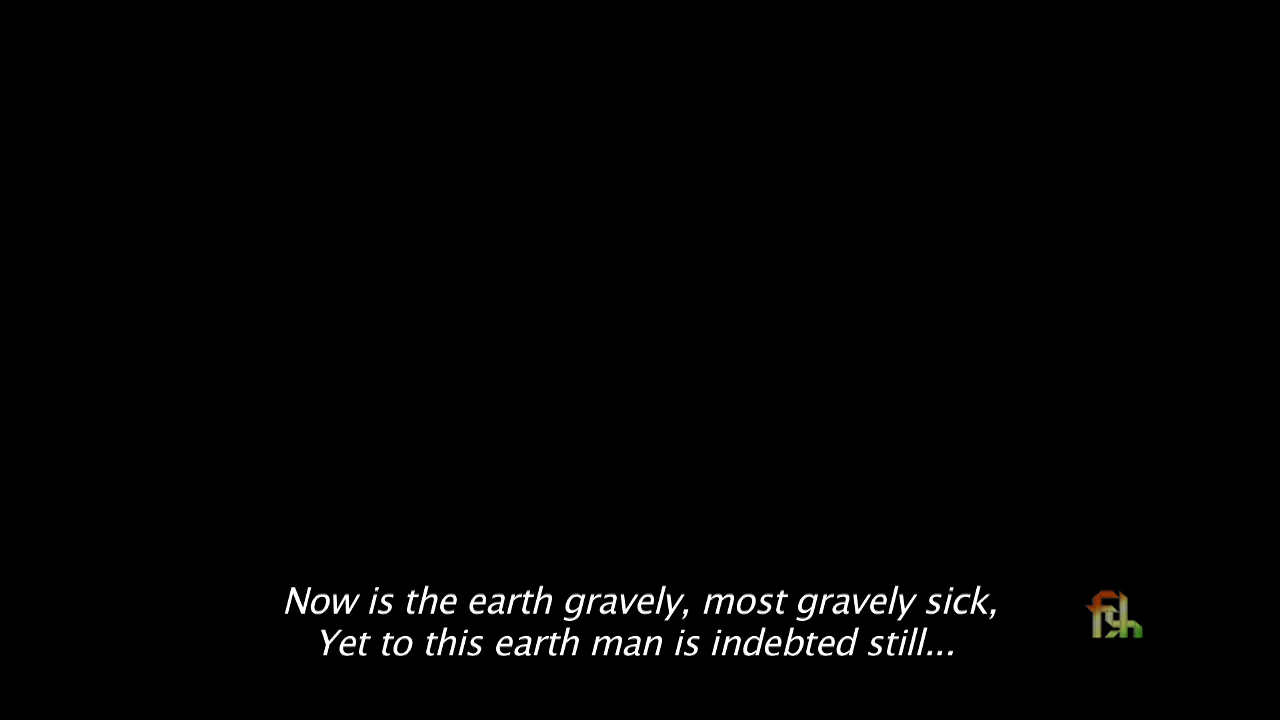 Now is the earth gravely, most gravely sick,
Yet to this earth man is indebted still...